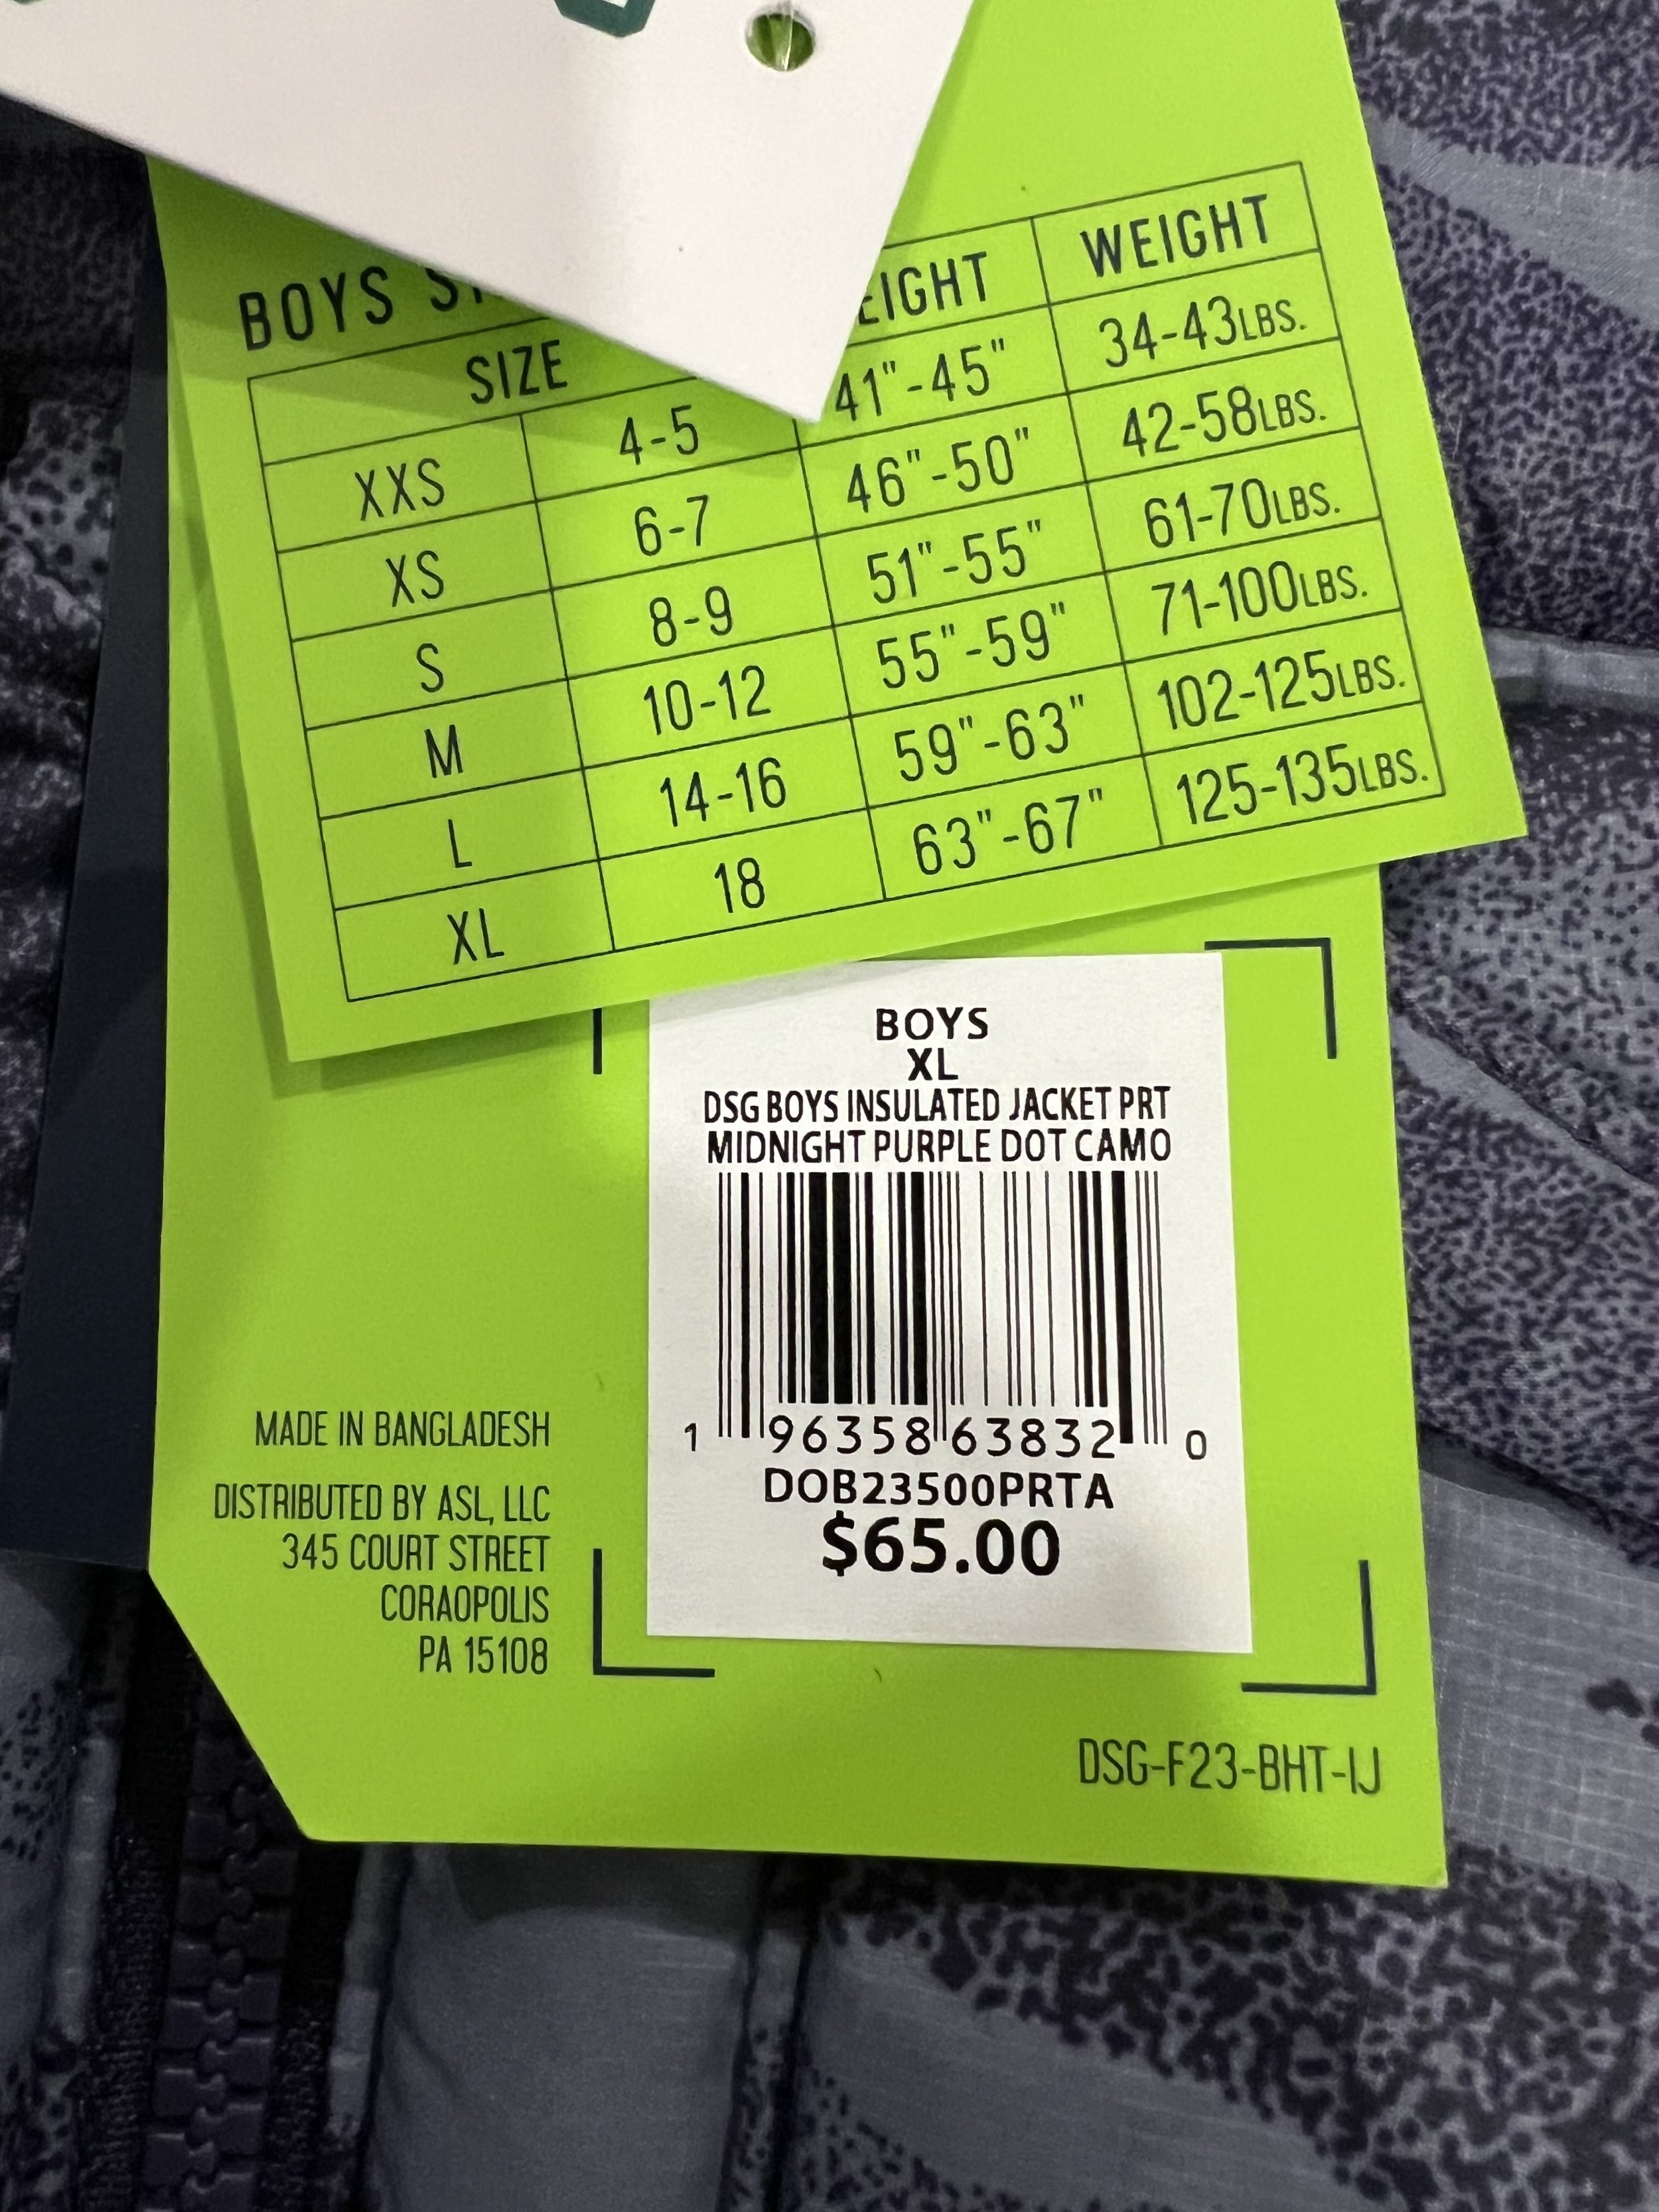 BOYS
SIZE WEIGHT
XXS 4-5 41"-45" 34-43LBS.
XS 6-7 46"-50" 42-58LBS.
S 8-9 51"-55" 61-70LBS.
M 10-12 55"-59" 71-100LBS.
L 14-16 59"-63" 102-125LBS.
XL 18 63"-67" 125-135LBS.
BOYS
XL
DSG BOYS INSULATED JACKET PRT
MIDNIGHT PURPLE DOT CAMO
1 96358 63832 0
DOB23500PRTA
$65.00
MADE IN BANGLADESH
DISTRIBUTED BY ASL, LLC
345 COURT STREET
CORAOPOLIS
PA 15108
DSG-F23-BHT-IJ